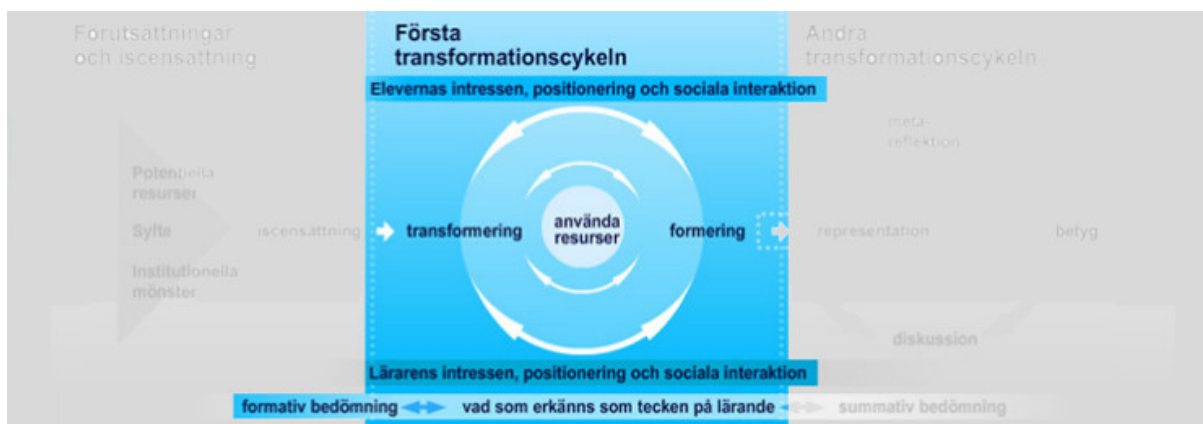 Forutsättningar
och iscensättning
Potentiella
resurser
Syfte
Institutionella
mönster
iscensättning
Första
transformationscykeln
Elevernas intressen, positionering och sociala interaktion
transformering
använda
resurser
formering
Lärarens intressen, positionering och sociala interaktion
Andra
transformationscykeln
meta-
reflektion
representation
betyg
diskussion
formativ bedömning
vad som erkänns som tecken på lärande
summativ bedömning